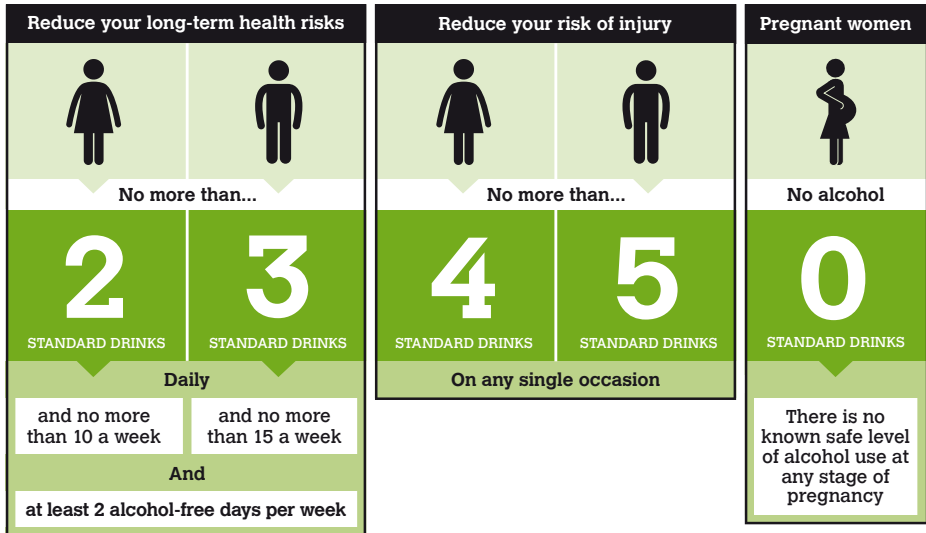 Reduce your long-term health risks
No more than...
2
STANDARD DRINKS
3
STANDARD DRINKS
Daily
and no more
than 10 a week
and no more
than 15 a week
And
at least 2 alcohol-free days per week
Reduce your risk of injury
No more than...
4
STANDARD DRINKS
5
STANDARD DRINKS
On any single occasion
Pregnant women
No alcohol
0
STANDARD DRINKS
There is no
known safe level
of alcohol use at
any stage of
pregnancy